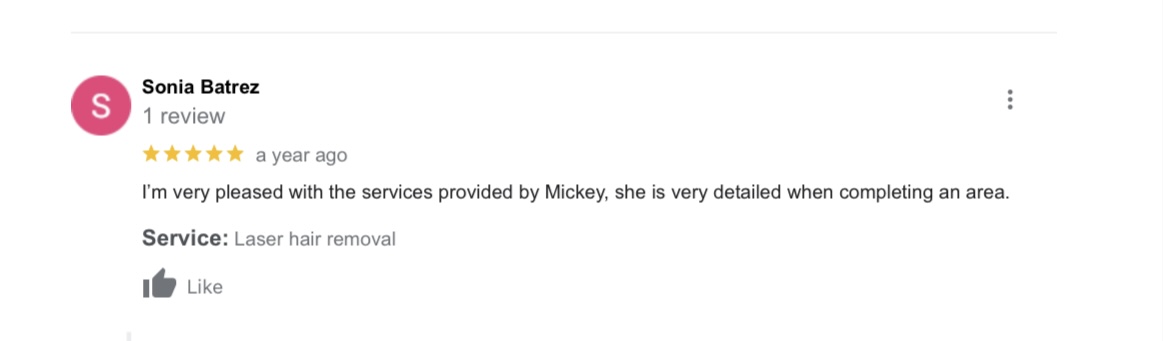 S
Sonia Batrez
1 review
a year ago
I’m very pleased with the services provided by Mickey, she is very detailed when completing an area.
Service: Laser hair removal
Like